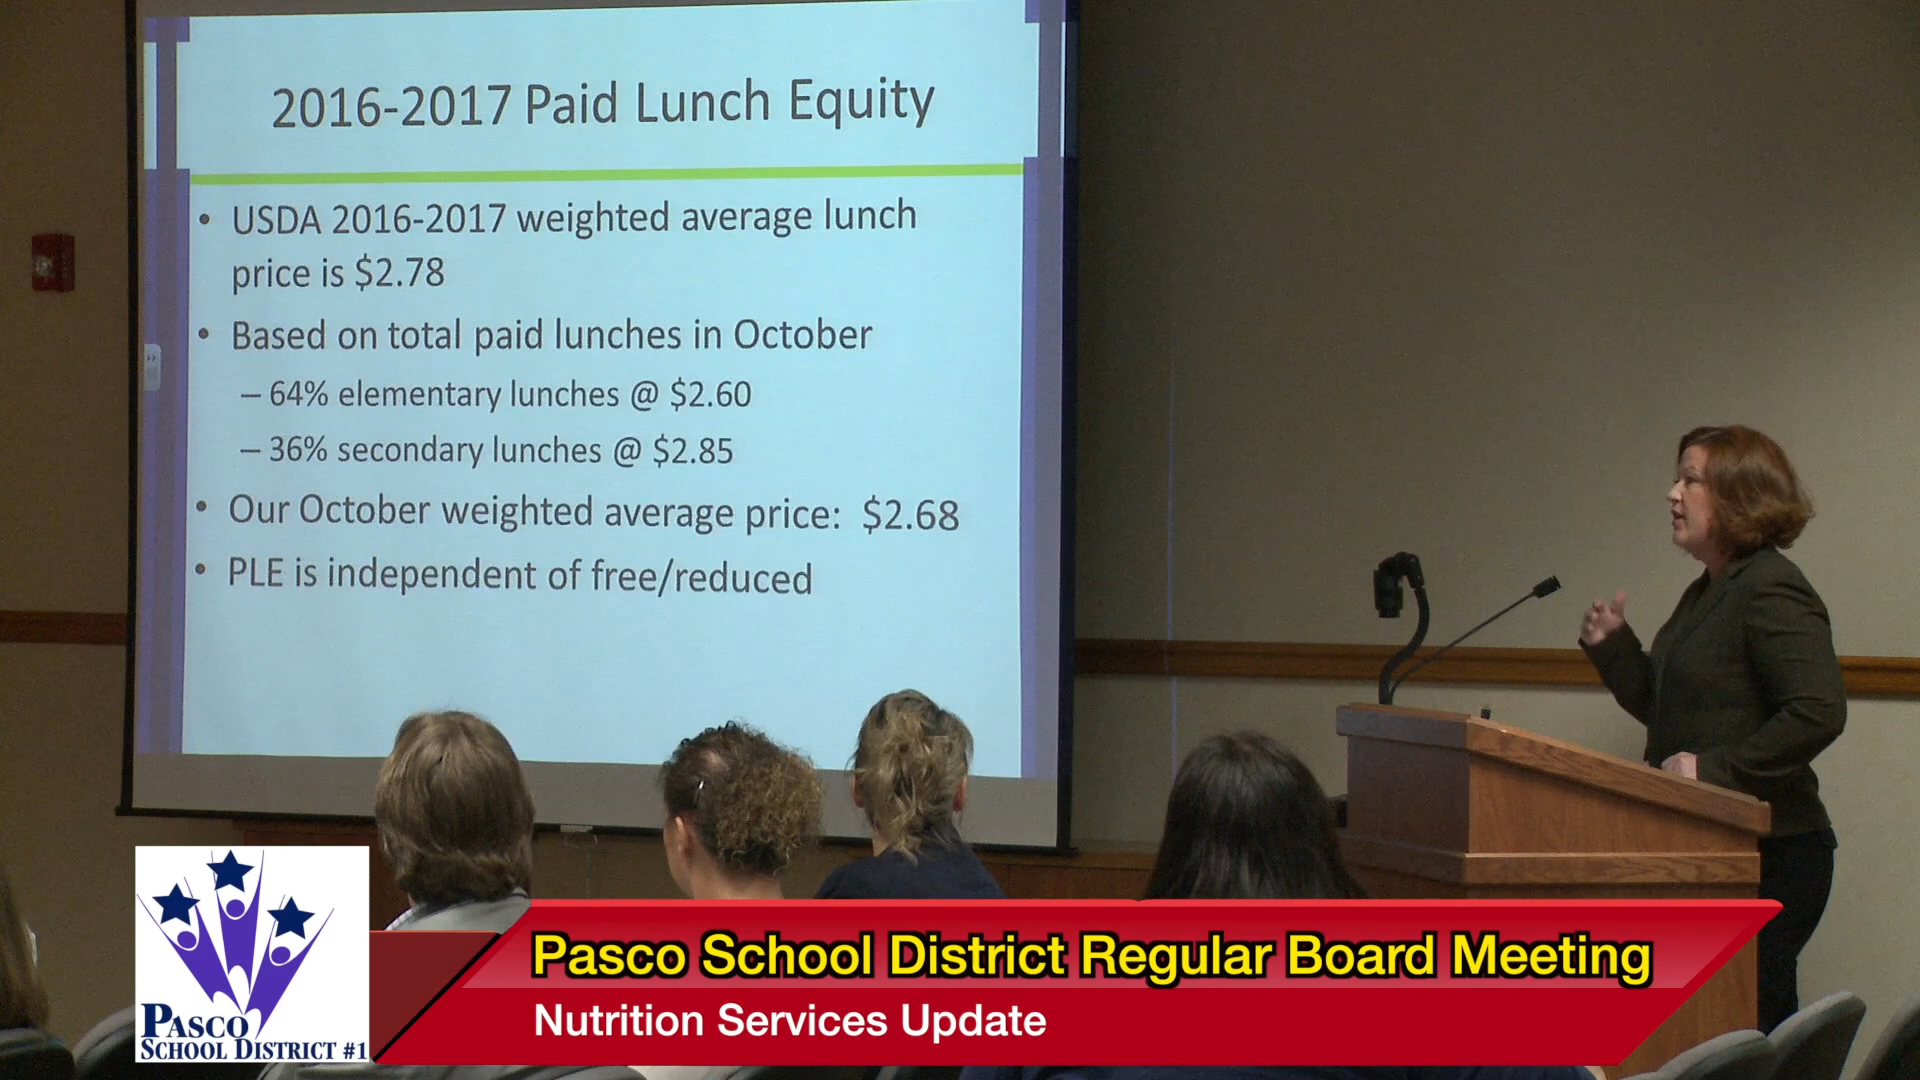 2016-2017 Paid Lunch Equity
• USDA 2016-2017 weighted average lunch
price is $2.78
• Based on total paid lunches in October
– 64% elementary lunches @ $2.60
– 36% secondary lunches @ $2.85
• Our October weighted average price: $2.68
• PLE is independent of free/reduced
PASCO
SCHOOL DISTRICT #1
Pasco School District Regular Board Meeting
Nutrition Services Update